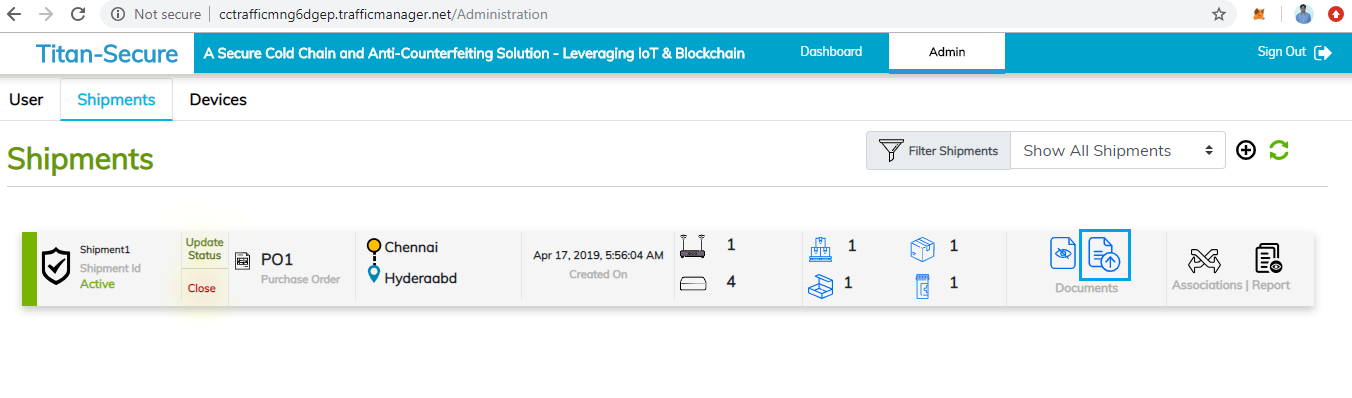 Not secure | cctrafficmng6dgep.trafficmanager.net/Administration
Titan-Secure A Secure Cold Chain and Anti-Counterfeiting Solution - Leveraging IoT & Blockchain Dashboard Admin Sign Out
User Shipments Devices
Shipments
Filter Shipments Show All Shipments
Shipment1
Shipment Id
Active
Update
Status
Close
PO1
Purchase Order
Chennai
Hyderaabd
Apr 17, 2019, 5:56:04 AM
Created On
1
4
1
1
1
1
Documents
Associations | Report